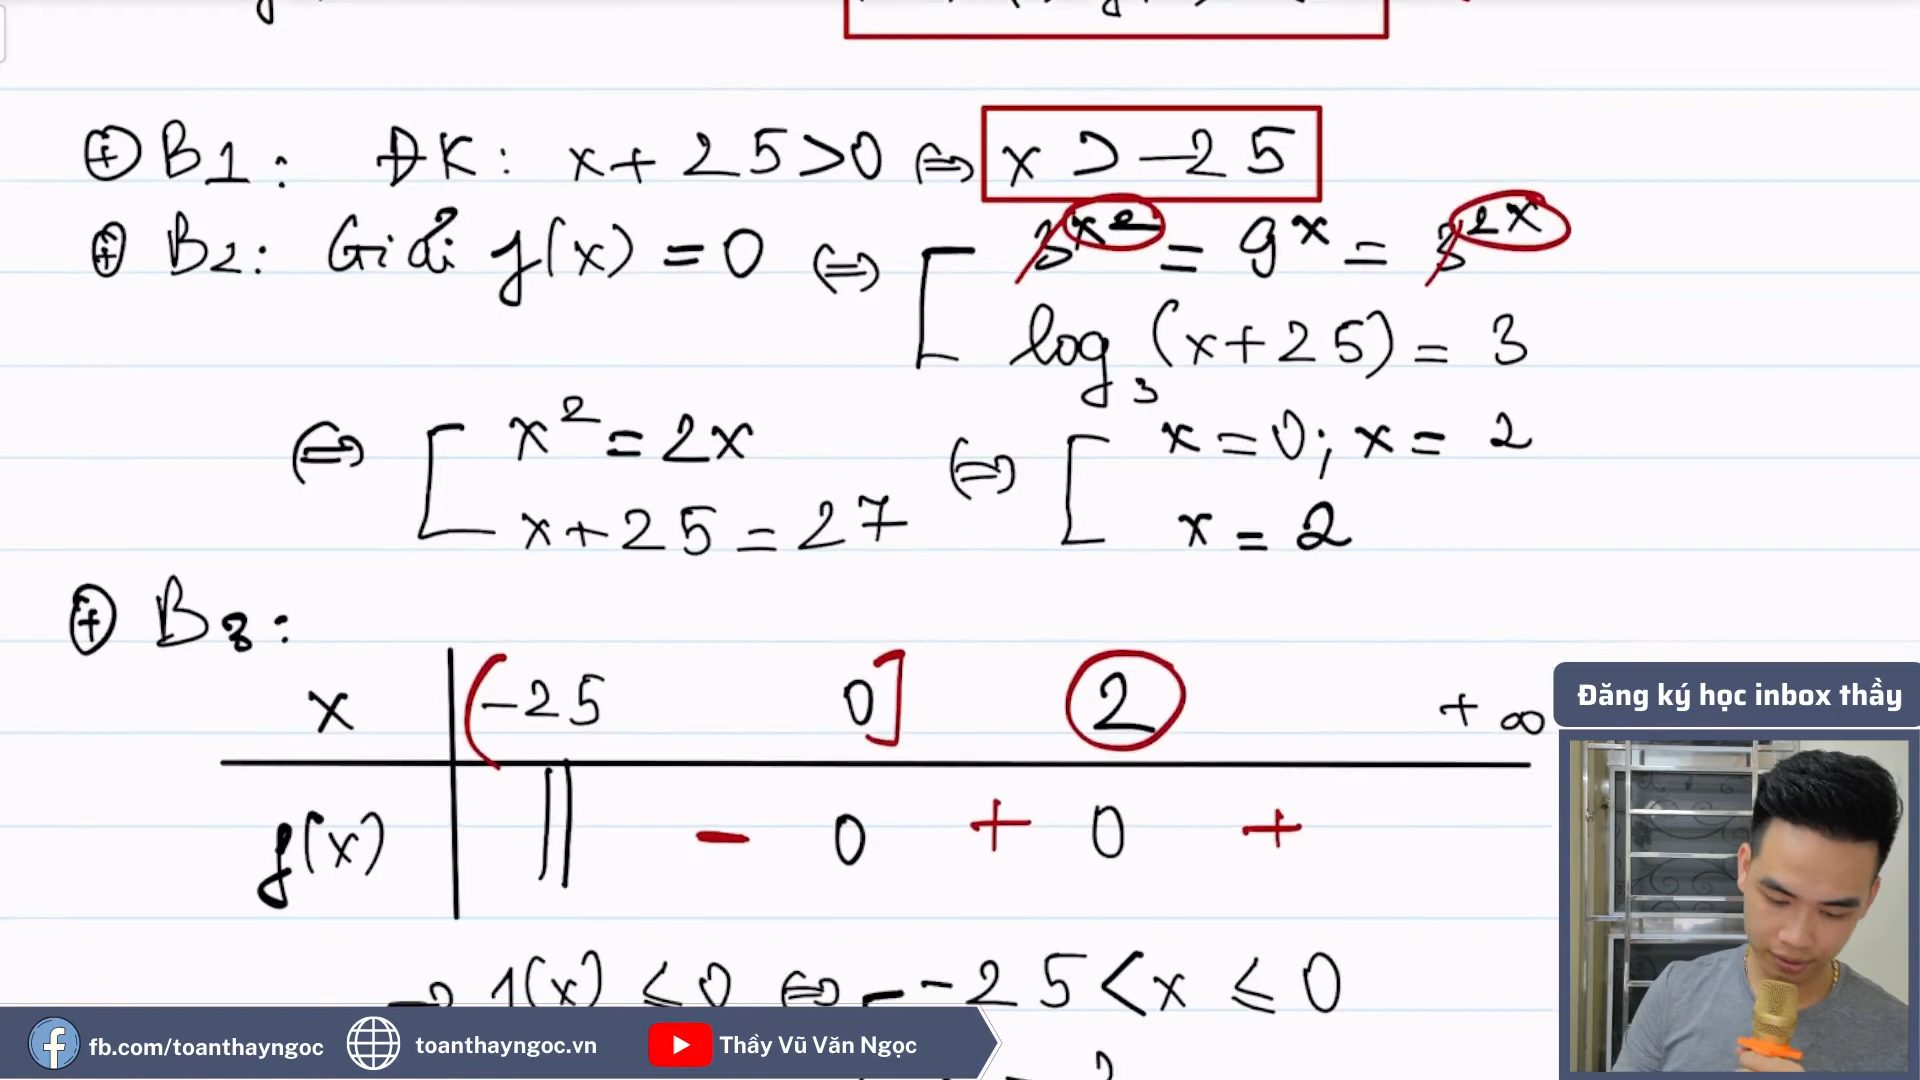 ⊕ B1: ĐK: x + 25 > 0 ⇔ x > -25
⊕ B2: Giải f(x) = 0 ⇔ [ 3^{x^2} = 9^x = 3^{2x}
log_3 (x + 25) = 3
⇔ [ x^2 = 2x ⇔ [ x = 0; x = 2
x + 25 = 27 x = 2
⊕ B3:
x (-25 0] 2 +∞
f(x) || - 0 + 0 +
→ f(x) ≤ 0 ⇔ -25 < x ≤ 0
Đăng ký học inbox thầy
fb.com/toanthayngoc toanthayngoc.vn Thầy Vũ Văn Ngọc